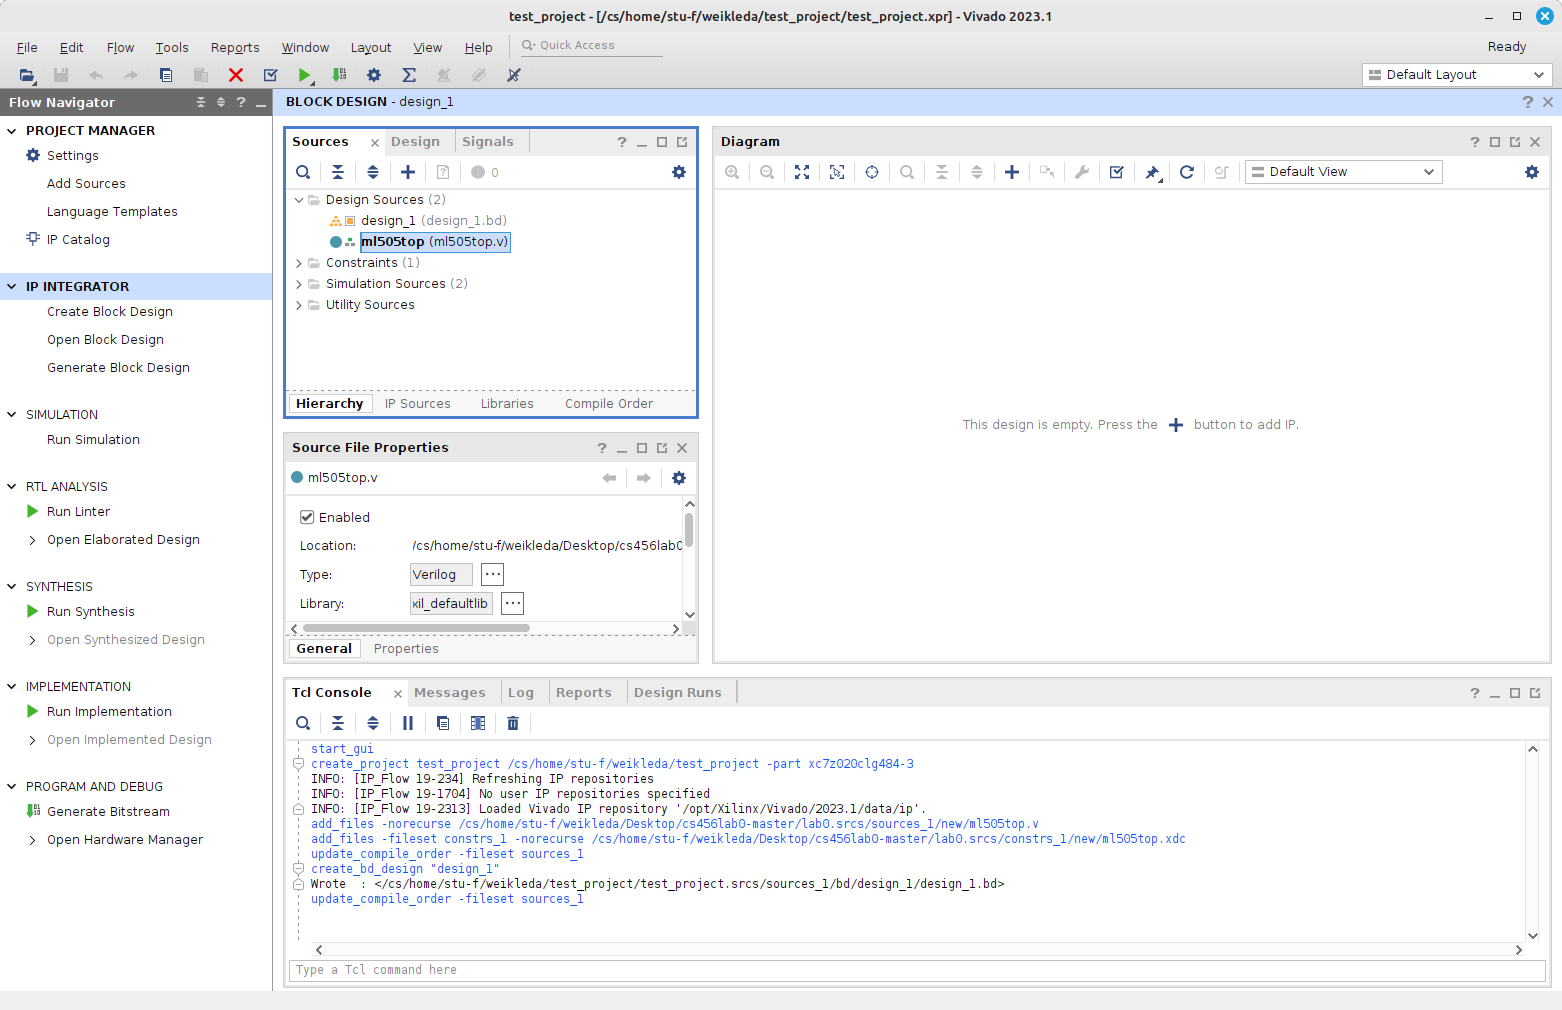 test_project - [/cs/home/stu-f/weikleda/test_project/test_project.xpr] - Vivado 2023.1
File Edit Flow Tools Reports Window Layout View Help Quick Access
Ready
Default Layout
Flow Navigator
PROJECT MANAGER
Settings
Add Sources
Language Templates
IP Catalog
IP INTEGRATOR
Create Block Design
Open Block Design
Generate Block Design
SIMULATION
Run Simulation
RTL ANALYSIS
Run Linter
Open Elaborated Design
SYNTHESIS
Run Synthesis
Open Synthesized Design
IMPLEMENTATION
Run Implementation
Open Implemented Design
PROGRAM AND DEBUG
Generate Bitstream
Open Hardware Manager
BLOCK DESIGN - design_1
Sources Design Signals
0
Design Sources (2)
design_1 (design_1.bd)
ml505top (ml505top.v)
Constraints (1)
Simulation Sources (2)
Utility Sources
Hierarchy IP Sources Libraries Compile Order
Source File Properties
ml505top.v
Enabled
Location: /cs/home/stu-f/weikleda/Desktop/cs456lab0
Type: Verilog
Library: xil_defaultlib
General Properties
Diagram
Default View
This design is empty. Press the + button to add IP.
Tcl Console Messages Log Reports Design Runs
start_gui
create_project test_project /cs/home/stu-f/weikleda/test_project -part xc7z020clg484-3
INFO: [IP_Flow 19-234] Refreshing IP repositories
INFO: [IP_Flow 19-1704] No user IP repositories specified
INFO: [IP_Flow 19-2313] Loaded Vivado IP repository '/opt/Xilinx/Vivado/2023.1/data/ip'.
add_files -norecurse /cs/home/stu-f/weikleda/Desktop/cs456lab0-master/lab0.srcs/sources_1/new/ml505top.v
add_files -fileset constrs_1 -norecurse /cs/home/stu-f/weikleda/Desktop/cs456lab0-master/lab0.srcs/constrs_1/new/ml505top.xdc
update_compile_order -fileset sources_1
create_bd_design "design_1"
Wrote  : </cs/home/stu-f/weikleda/test_project/test_project.srcs/sources_1/bd/design_1/design_1.bd>
update_compile_order -fileset sources_1
Type a Tcl command here